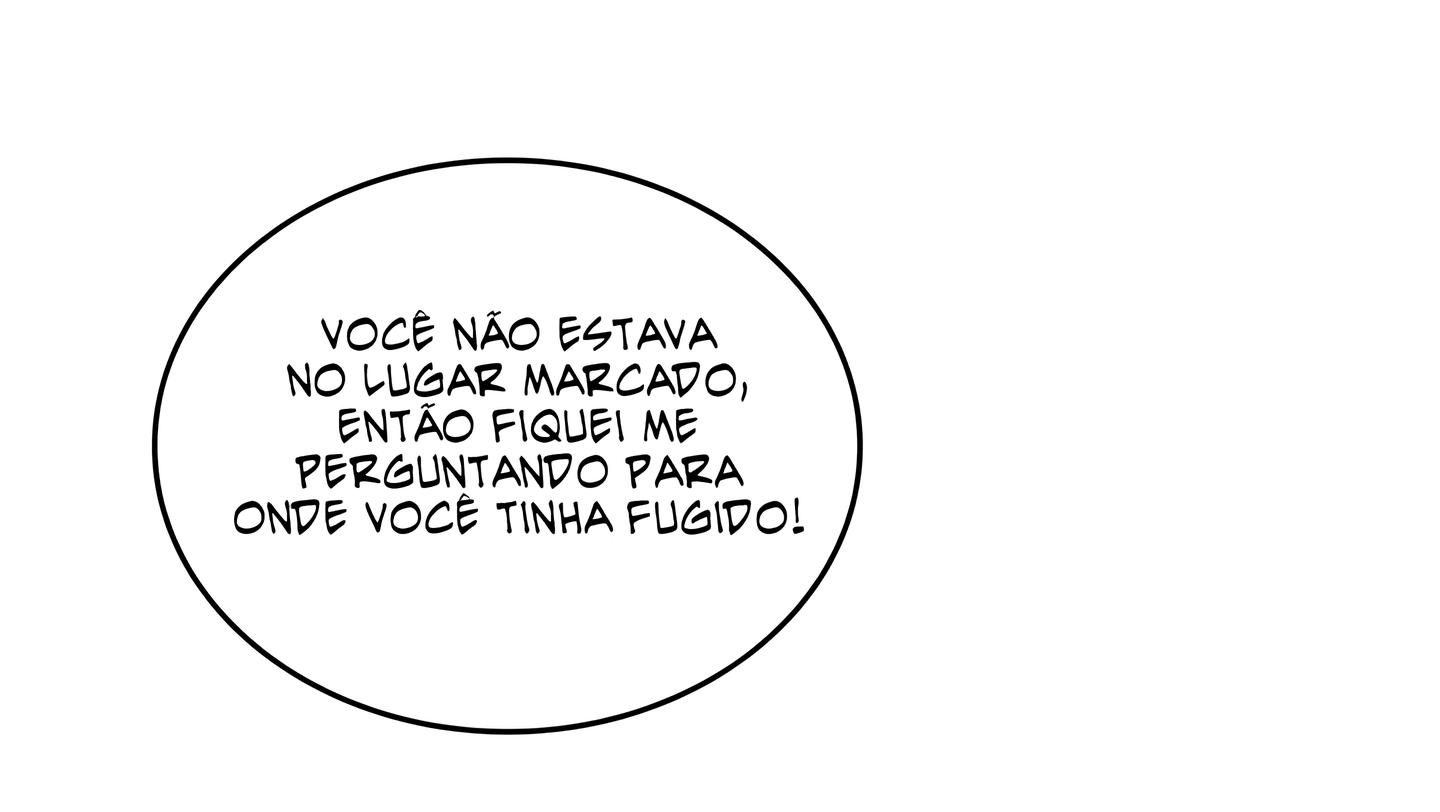 VOCÊ NÃO ESTAVA
NO LUGAR MARCADO,
ENTÃO FIQUEI ME
PERGUNTANDO PARA
ONDE VOCÊ TINHA FUGIDO!